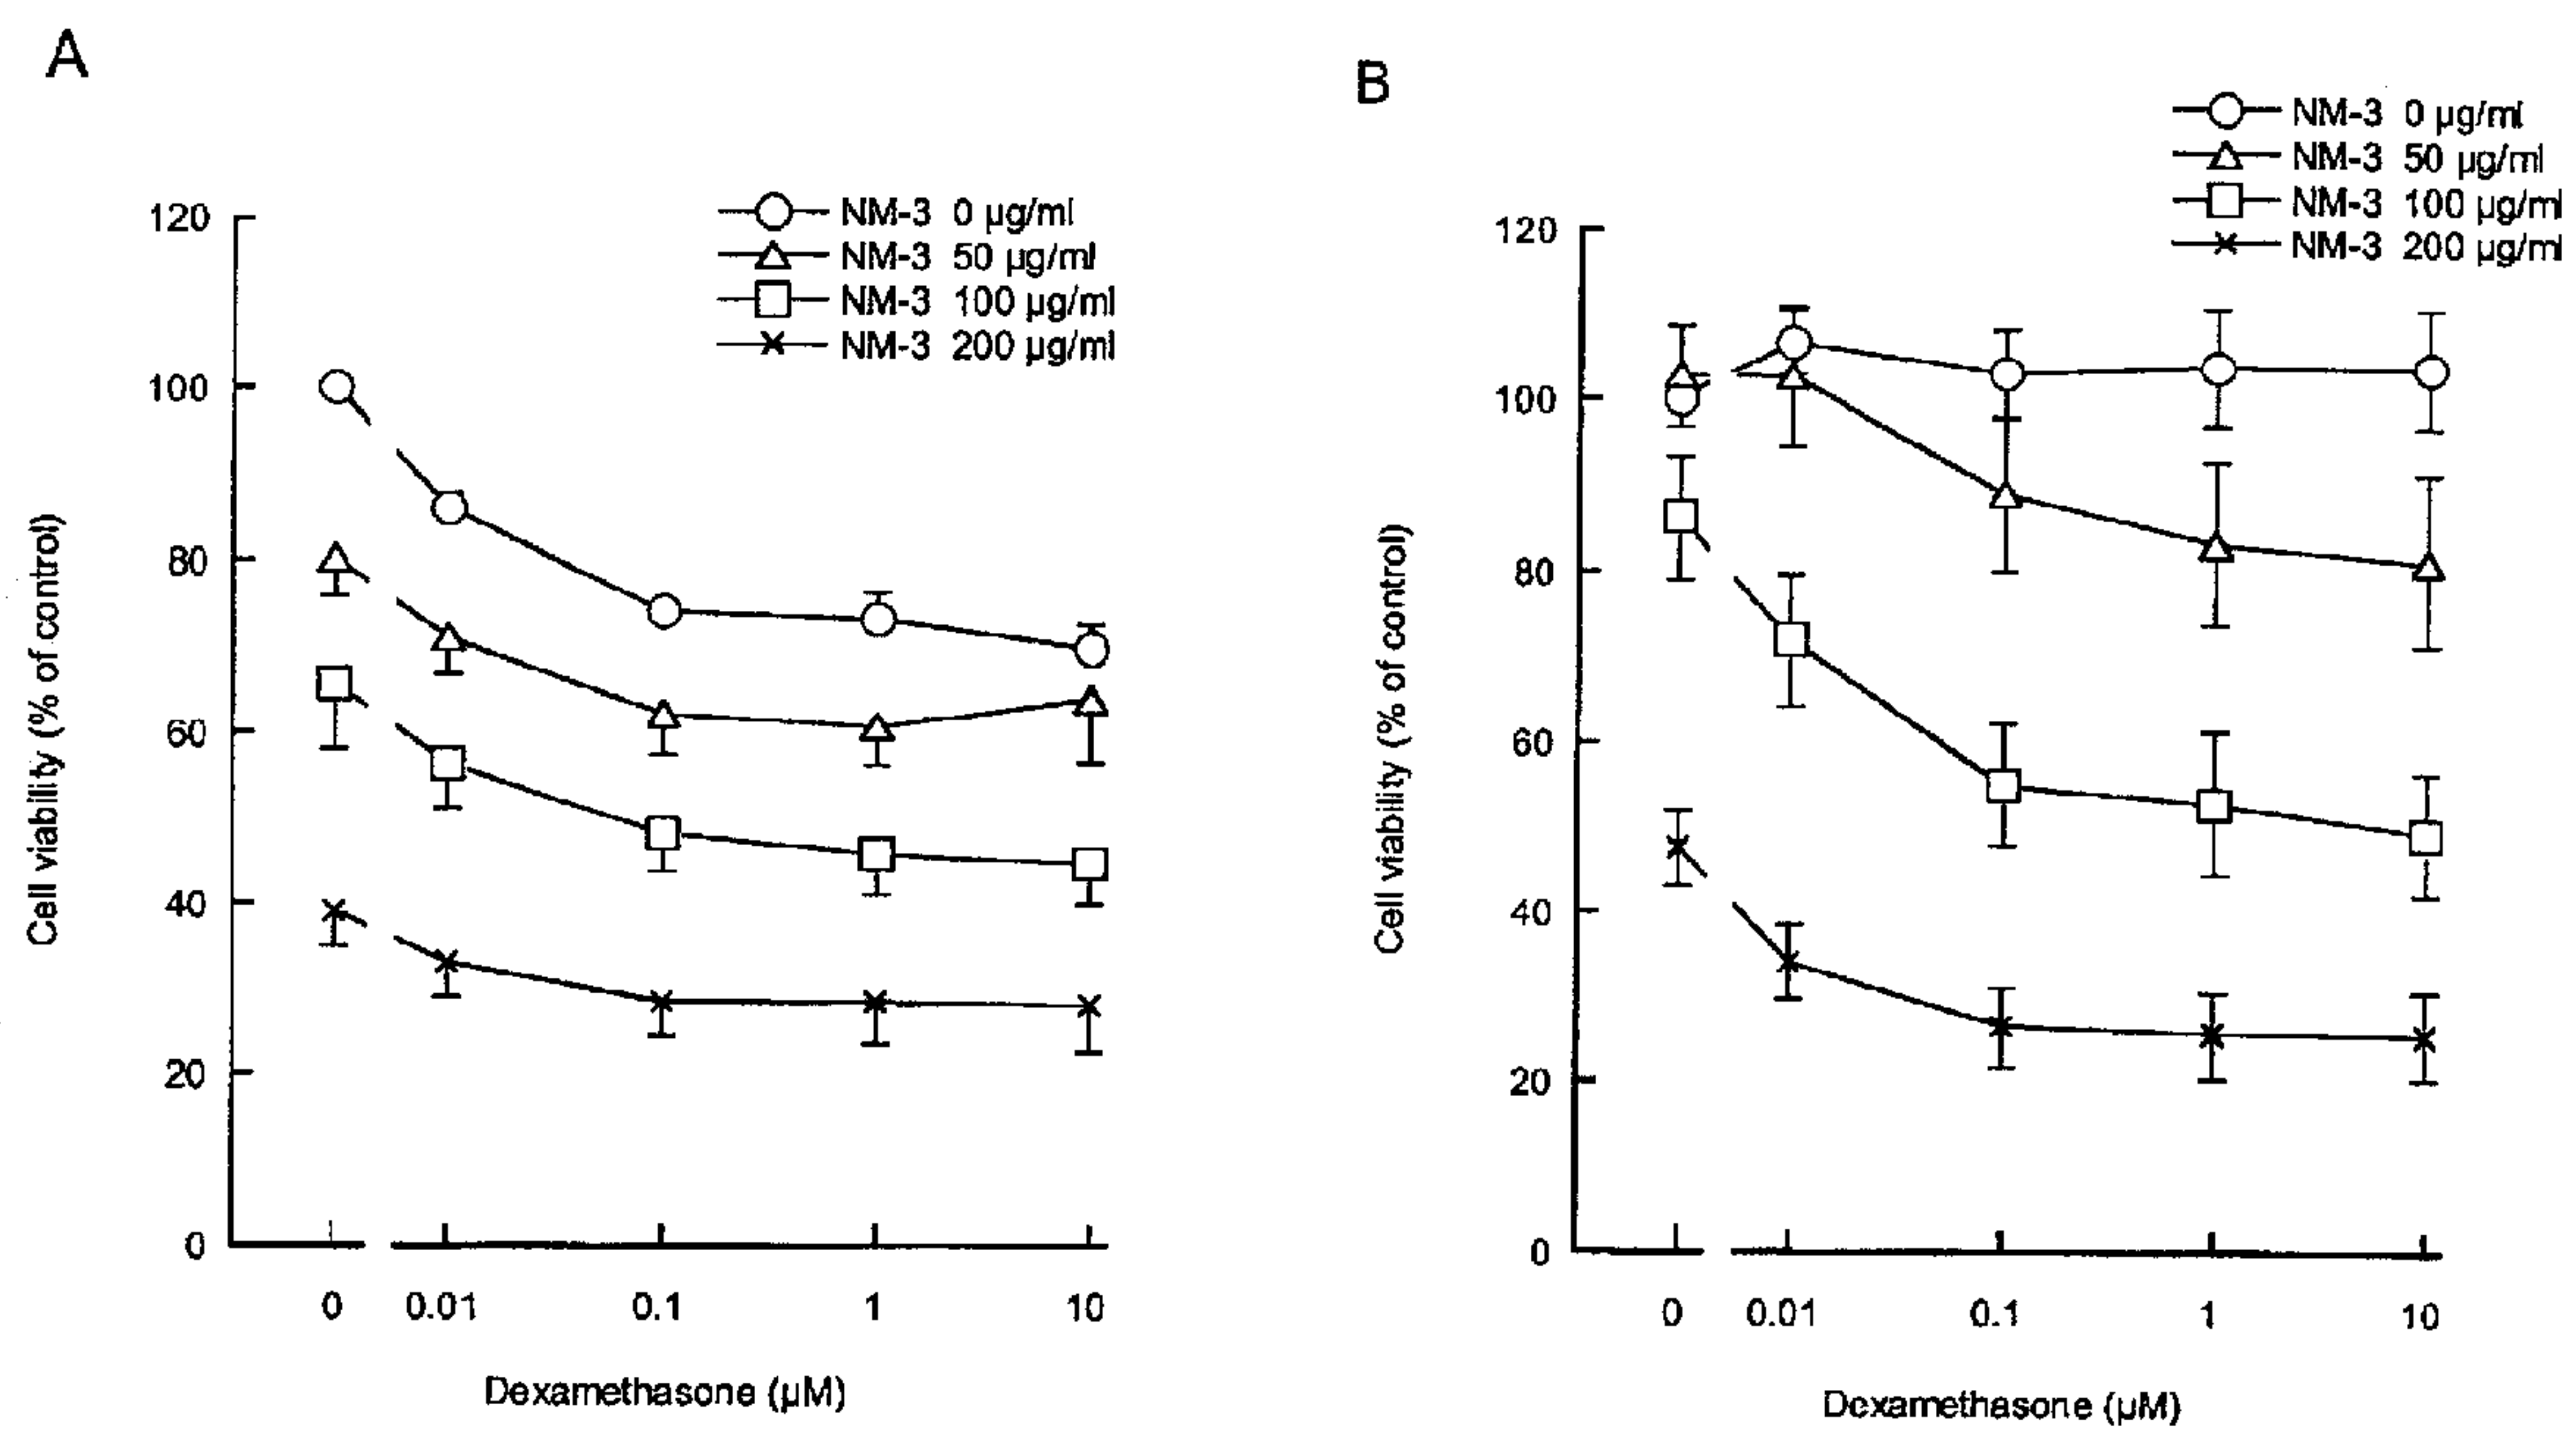 A
NM-3 0 µg/ml
NM-3 50 µg/ml
NM-3 100 µg/ml
NM-3 200 µg/ml
120
100
80
60
40
20
0
Cell viability (% of control)
0 0.01 0.1 1 10
Dexamethasone (µM)
B
NM-3 0 µg/ml
NM-3 50 µg/ml
NM-3 100 µg/ml
NM-3 200 µg/ml
120
100
80
60
40
20
0
Cell viability (% of control)
0 0.01 0.1 1 10
Dexamethasone (µM)